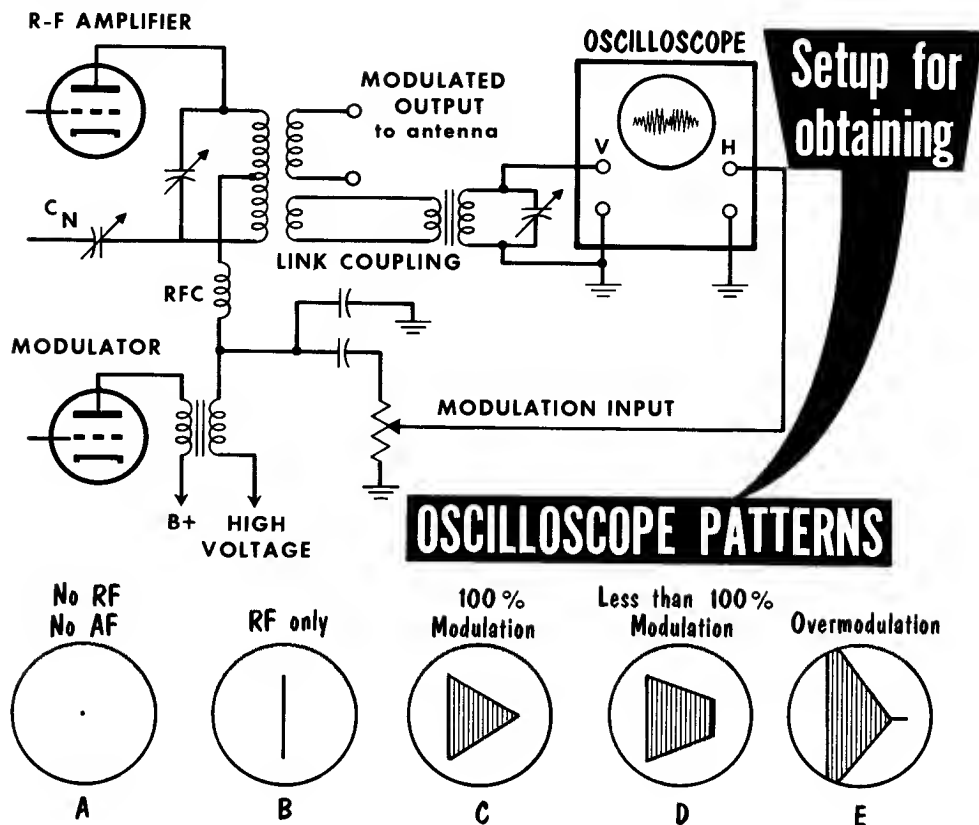 R-F AMPLIFIER
MODULATED
OUTPUT
to antenna
OSCILLOSCOPE
V
H
Setup for
obtaining
CN
LINK COUPLING
RFC
MODULATOR
MODULATION INPUT
B+
HIGH
VOLTAGE
OSCILLOSCOPE PATTERNS
No RF
No AF
A
RF only
B
100%
Modulation
C
Less than 100%
Modulation
D
Overmodulation
E